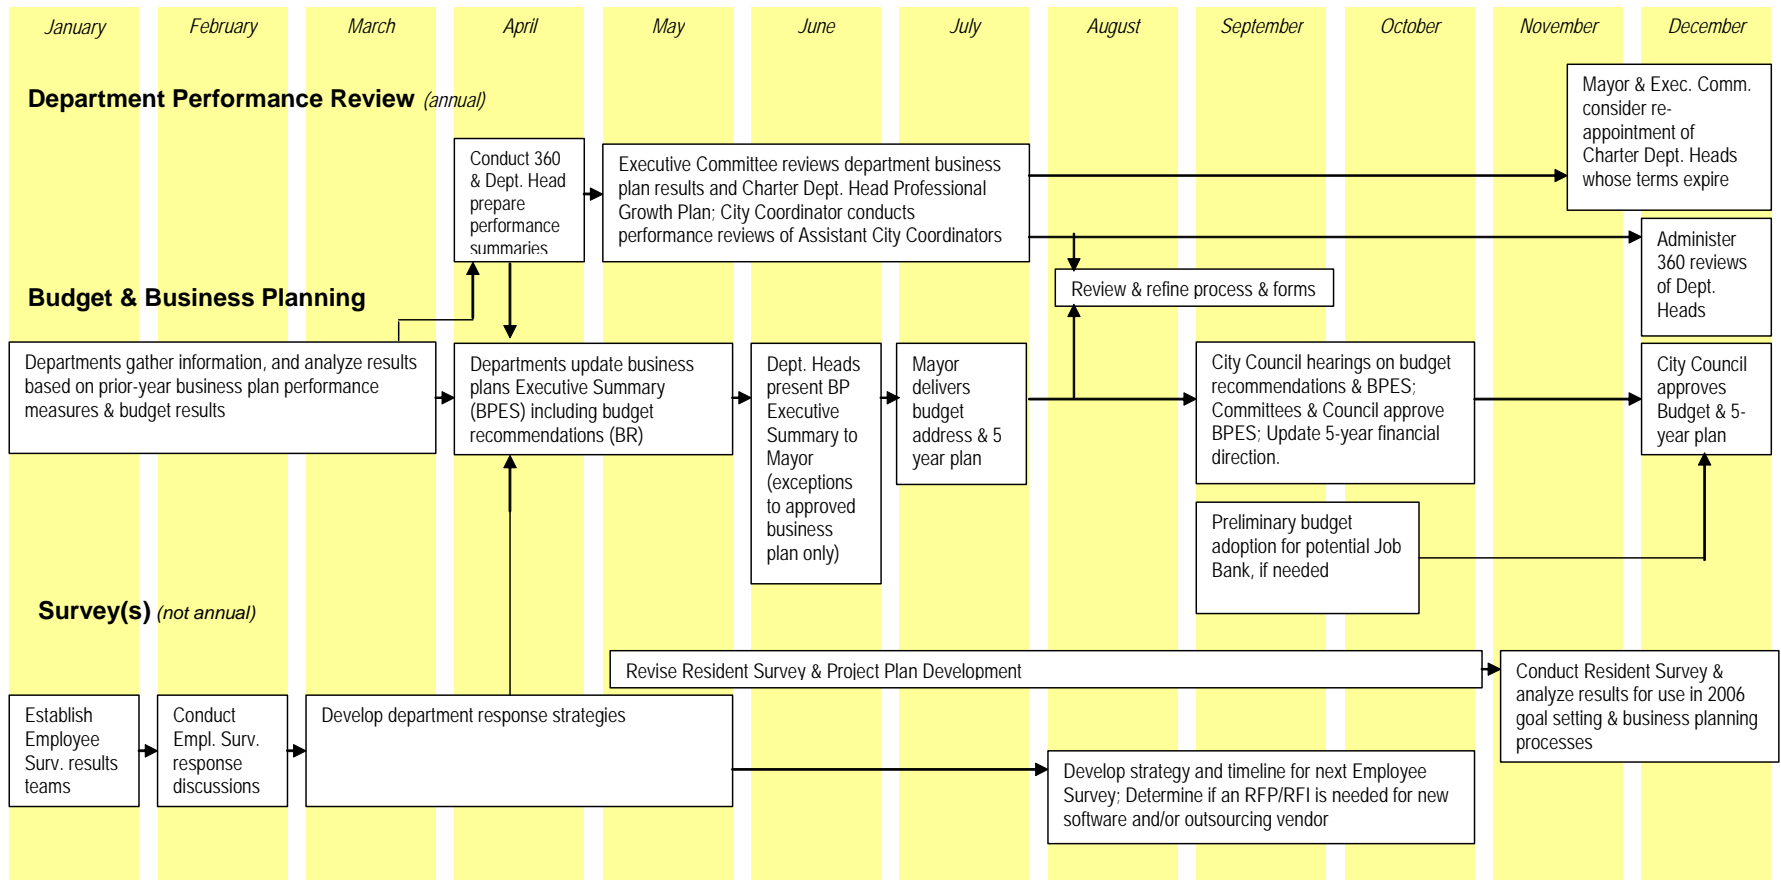 January February March April May June July August September October November December
Department Performance Review (annual)
Mayor & Exec. Comm.
consider re-
appointment of
Charter Dept. Heads
whose terms expire
Conduct 360
& Dept. Head
prepare
performance
summaries
Executive Committee reviews department business
plan results and Charter Dept. Head Professional
Growth Plan; City Coordinator conducts
performance reviews of Assistant City Coordinators
Administer
360 reviews
of Dept.
Heads
Review & refine process & forms
Budget & Business Planning
Departments gather information, and analyze results
based on prior-year business plan performance
measures & budget results
Departments update business
plans Executive Summary
(BPES) including budget
recommendations (BR)
Dept. Heads
present BP
Executive
Summary to
Mayor
(exceptions
to approved
business
plan only)
Mayor
delivers
budget
address & 5
year plan
City Council hearings on budget
recommendations & BPES;
Committees & Council approve
BPES; Update 5-year financial
direction.
City Council
approves
Budget & 5-
year plan
Preliminary budget
adoption for potential Job
Bank, if needed
Survey(s) (not annual)
Revise Resident Survey & Project Plan Development
Conduct Resident Survey &
analyze results for use in 2006
goal setting & business planning
processes
Establish
Employee
Surv. results
teams
Conduct
Empl. Surv.
response
discussions
Develop department response strategies
Develop strategy and timeline for next Employee
Survey; Determine if an RFP/RFI is needed for new
software and/or outsourcing vendor